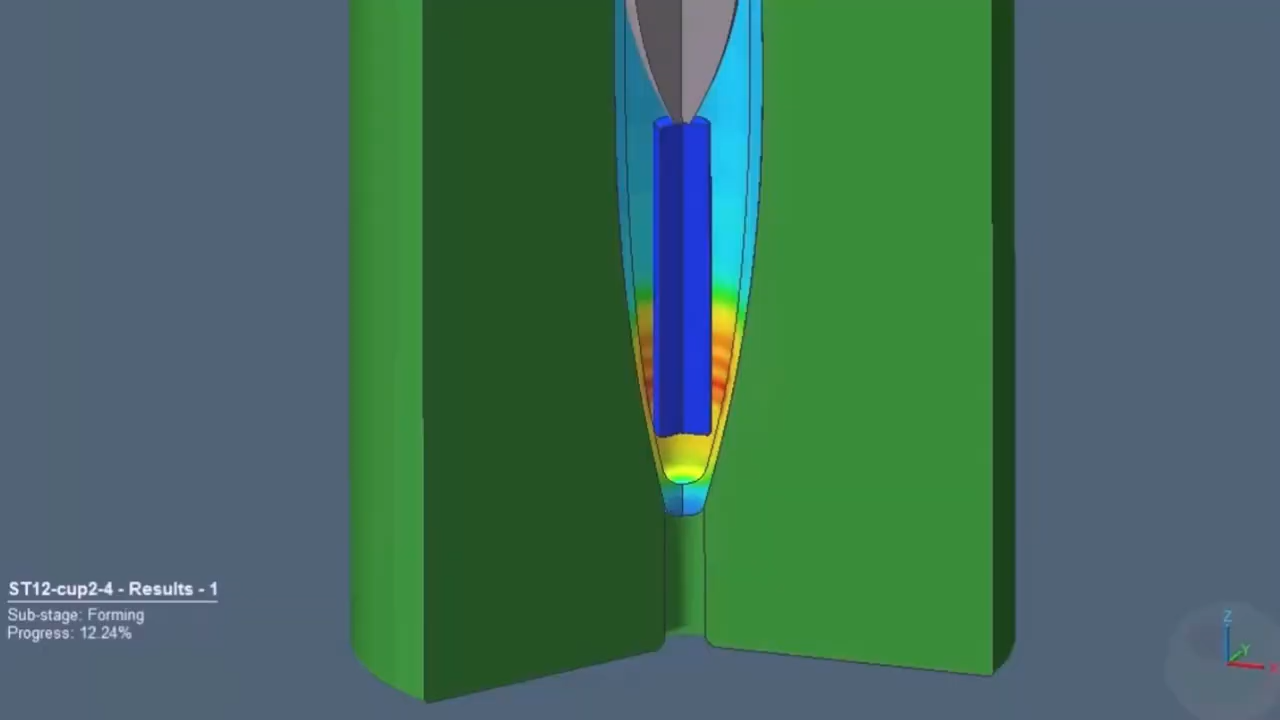 ST12-cup2-4 - Results - 1
Sub-stage: Forming
Progress: 12.24%
Z
Y
X